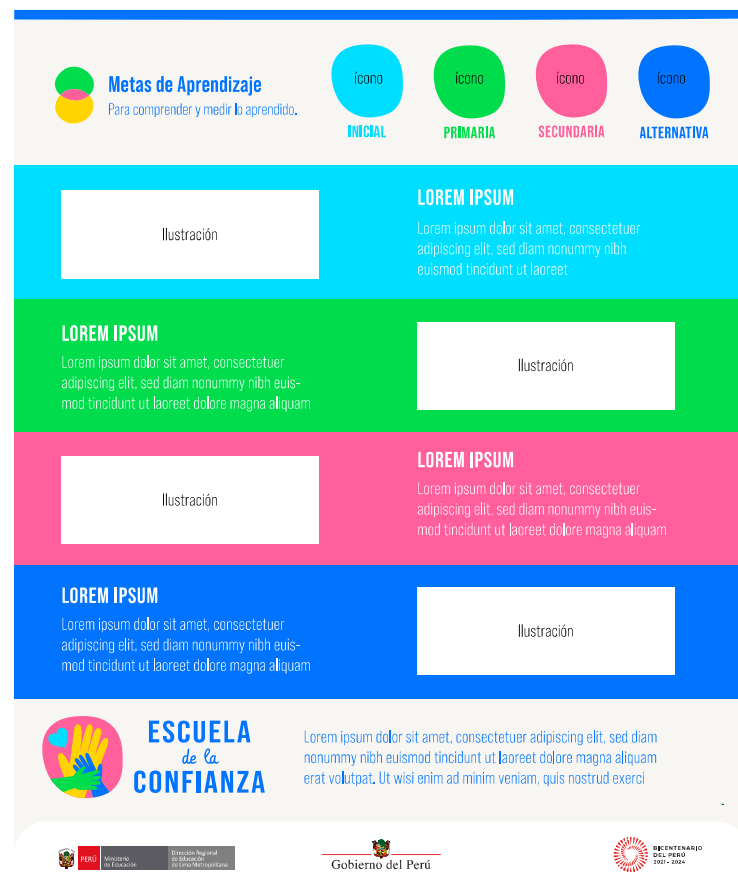 Metas de Aprendizaje
Para comprender y medir lo aprendido.
ícono
ícono
ícono
ícono
INICIAL
PRIMARIA
SECUNDARIA
ALTERNATIVA
Ilustración
LOREM IPSUM
Lorem ipsum dolor sit amet, consectetuer
adipiscing elit, sed diam nonummy nibh
euismod tincidunt ut laoreet
LOREM IPSUM
Lorem ipsum dolor sit amet, consectetuer
adipiscing elit, sed diam nonummy nibh euis-
mod tincidunt ut laoreet dolore magna aliquam
Ilustración
Ilustración
LOREM IPSUM
Lorem ipsum dolor sit amet, consectetuer
adipiscing elit, sed diam nonummy nibh euis-
mod tincidunt ut laoreet dolore magna aliquam
LOREM IPSUM
Lorem ipsum dolor sit amet, consectetuer
adipiscing elit, sed diam nonummy nibh euis-
mod tincidunt ut laoreet dolore magna aliquam
Ilustración
ESCUELA
de la
CONFIANZA
Lorem ipsum dolor sit amet, consectetuer adipiscing elit, sed diam
nonummy nibh euismod tincidunt ut laoreet dolore magna aliquam
erat volutpat. Ut wisi enim ad minim veniam, quis nostrud exerci
PERÚ
Ministerio
de Educación
Dirección Regional
de Educación
de Lima Metropolitana
Gobierno del Perú
BICENTENARIO
DEL PERÚ
2021 - 2024